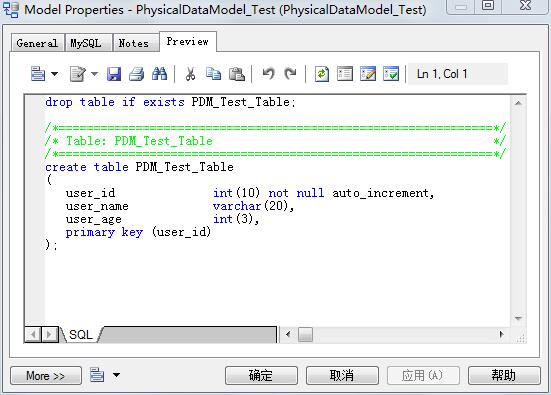 Model Properties - PhysicalDataModel_Test (PhysicalDataModel_Test)
General MySQL Notes Preview
Ln 1, Col 1
drop table if exists PDM_Test_Table;
/*==============================================================*/
/* Table: PDM_Test_Table                                        */
/*==============================================================*/
create table PDM_Test_Table
(
   user_id              int(10) not null auto_increment,
   user_name            varchar(20),
   user_age             int(3),
   primary key (user_id)
);
SQL
More >> 确定 取消 应用(A) 帮助